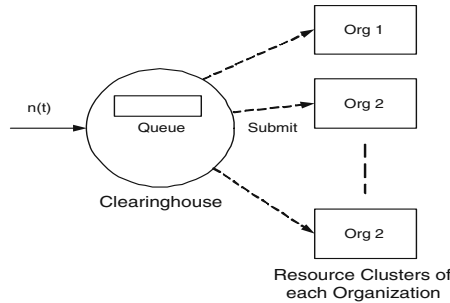 Org 1
n(t)
Org 2
Queue
Submit
Clearinghouse
Org 2
Resource Clusters of
each Organization